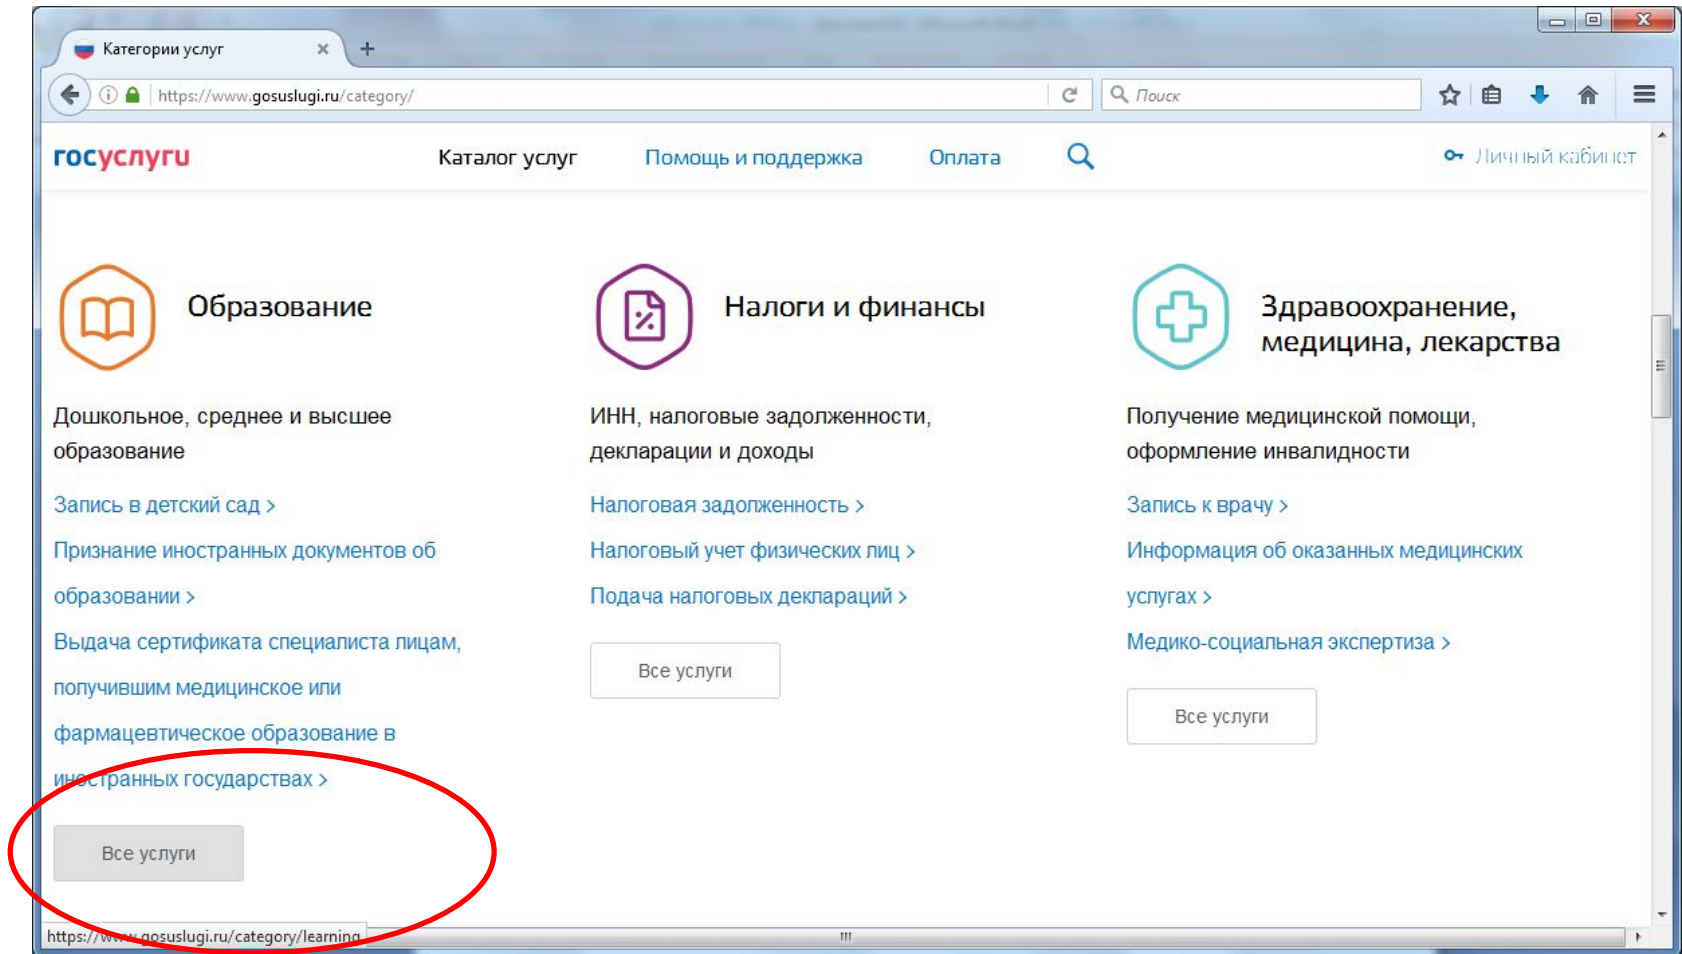 Категории услуг
https://www.gosuslugi.ru/category/
Поиск
госуслуги
Каталог услуг
Помощь и поддержка
Оплата
Личный кабинет
Образование
Дошкольное, среднее и высшее
образование
Запись в детский сад >
Признание иностранных документов об
образовании >
Выдача сертификата специалиста лицам,
получившим медицинское или
фармацевтическое образование в
иностранных государствах >
Все услуги
Налоги и финансы
ИНН, налоговые задолженности,
декларации и доходы
Налоговая задолженность >
Налоговый учет физических лиц >
Подача налоговых деклараций >
Все услуги
Здравоохранение,
медицина, лекарства
Получение медицинской помощи,
оформление инвалидности
Запись к врачу >
Информация об оказанных медицинских
услугах >
Медико-социальная экспертиза >
Все услуги
https://www.gosuslugi.ru/category/learning